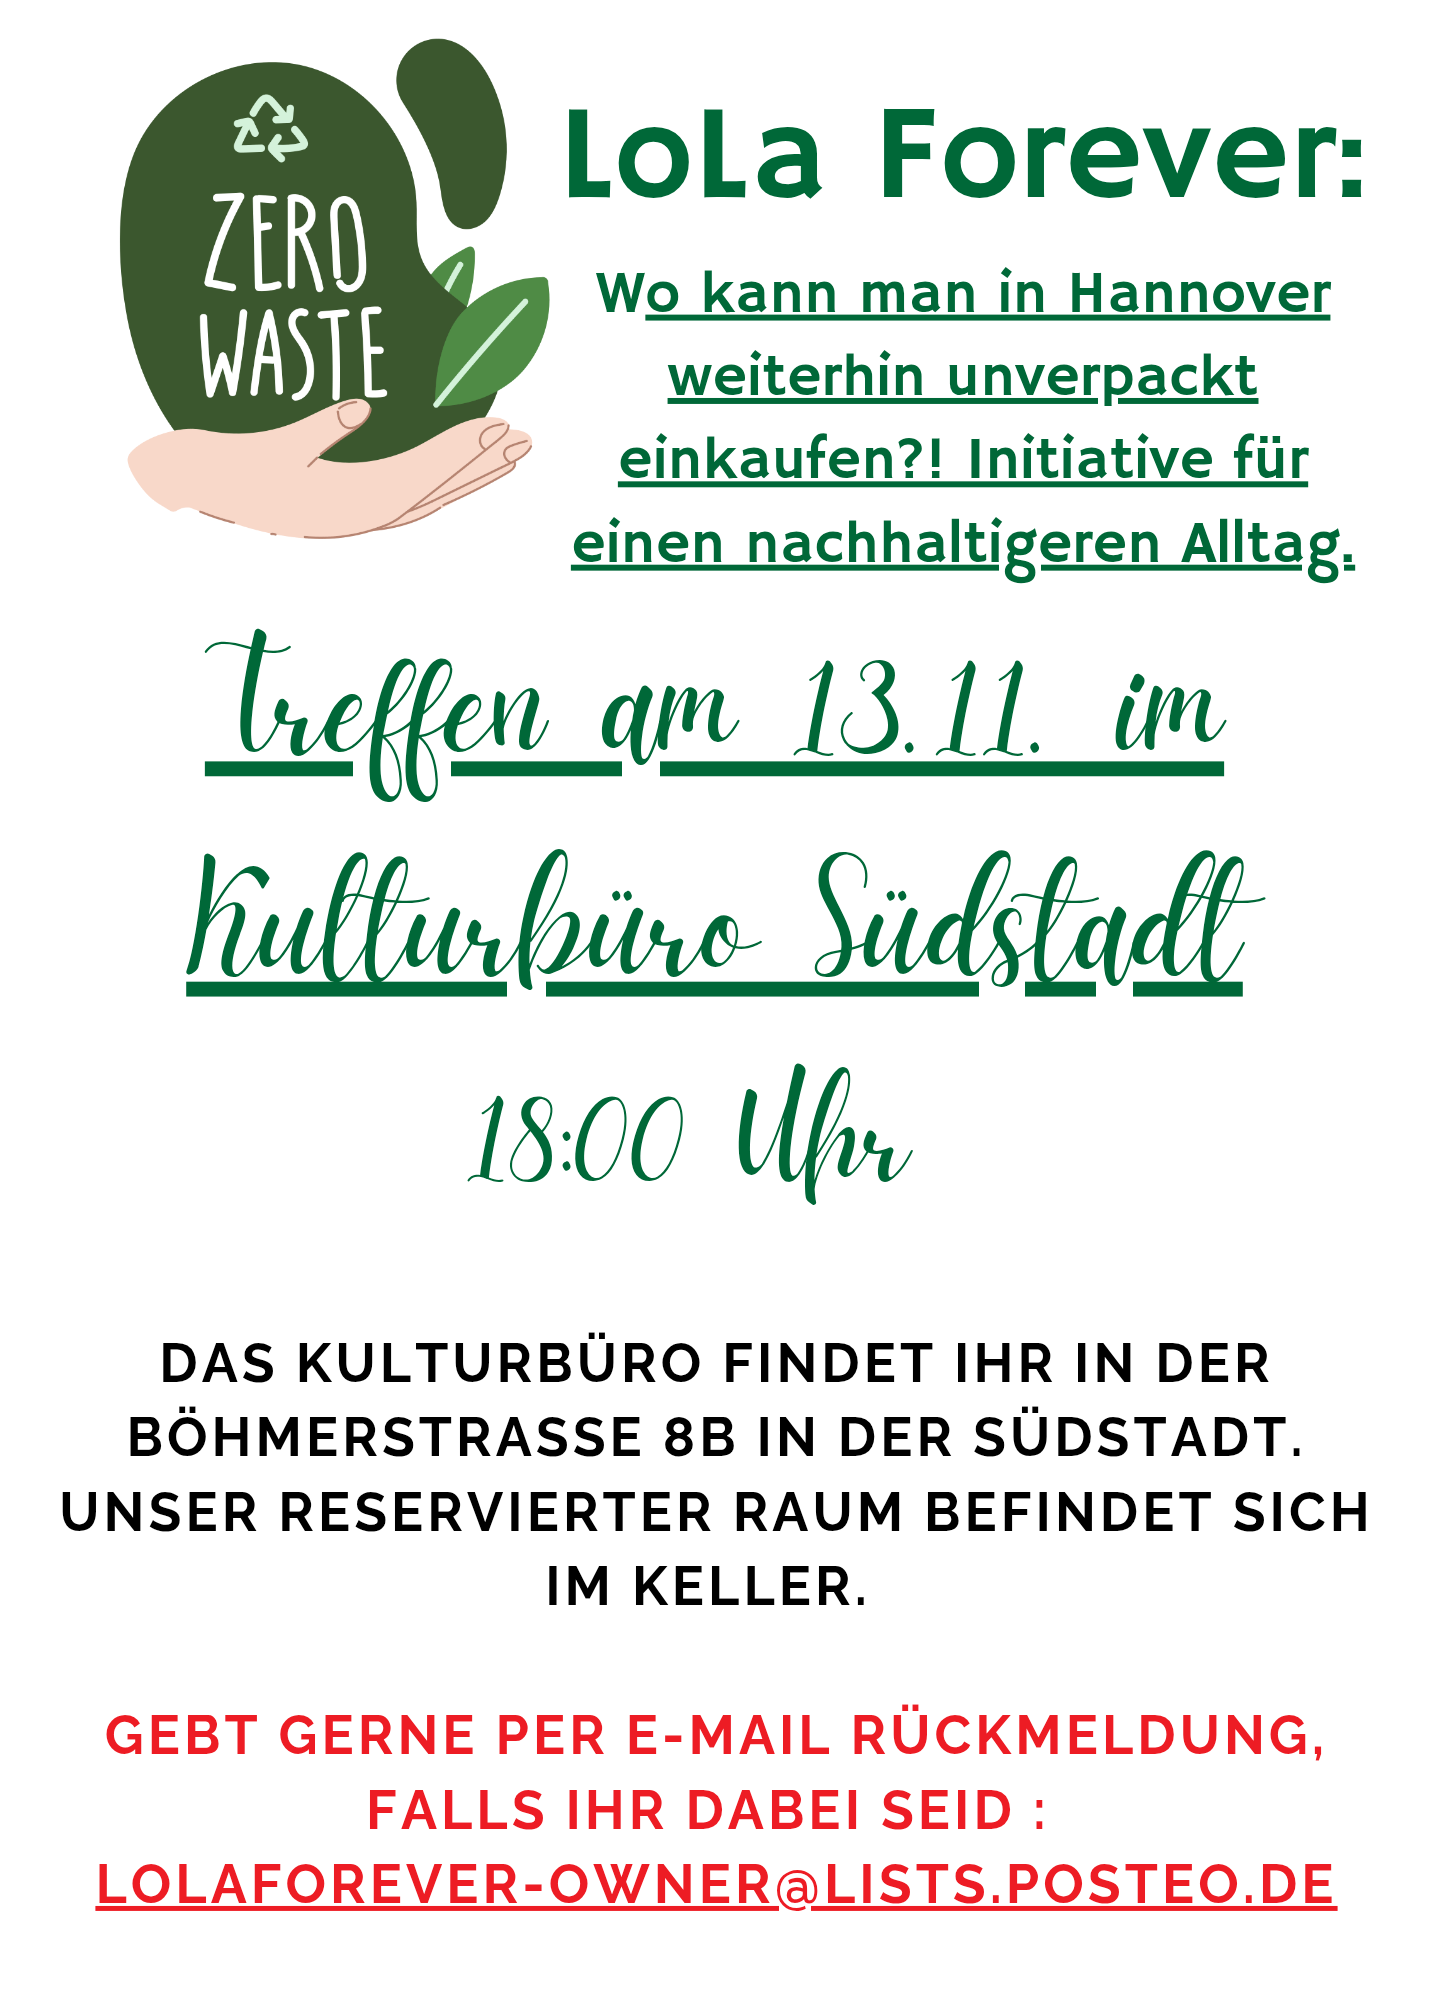 ZERO
WASTE
LoLa Forever:
Wo kann man in Hannover
weiterhin unverpackt
einkaufen?! Initiative für
einen nachhaltigeren Alltag.
Treffen am 13.11. im
Kulturbüro Südstadt
18:00 Uhr
DAS KULTURBÜRO FINDET IHR IN DER
BÖHMERSTRASSE 8B IN DER SÜDSTADT.
UNSER RESERVIERTER RAUM BEFINDET SICH
IM KELLER.
GEBT GERNE PER E-MAIL RÜCKMELDUNG,
FALLS IHR DABEI SEID :
LOLAFOREVER-OWNER@LISTS.POSTEO.DE